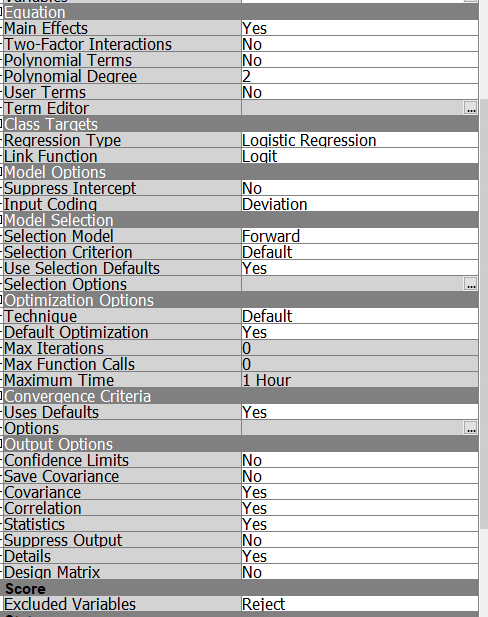 Variables
Equation
Main Effects Yes
Two-Factor Interactions No
Polynomial Terms No
Polynomial Degree 2
User Terms No
Term Editor ...
Class Targets
Regression Type Logistic Regression
Link Function Logit
Model Options
Suppress Intercept No
Input Coding Deviation
Model Selection
Selection Model Forward
Selection Criterion Default
Use Selection Defaults Yes
Selection Options ...
Optimization Options
Technique Default
Default Optimization Yes
Max Iterations 0
Max Function Calls 0
Maximum Time 1 Hour
Convergence Criteria
Uses Defaults Yes
Options ...
Output Options
Confidence Limits No
Save Covariance No
Covariance Yes
Correlation Yes
Statistics Yes
Suppress Output No
Details Yes
Design Matrix No
Score
Excluded Variables Reject